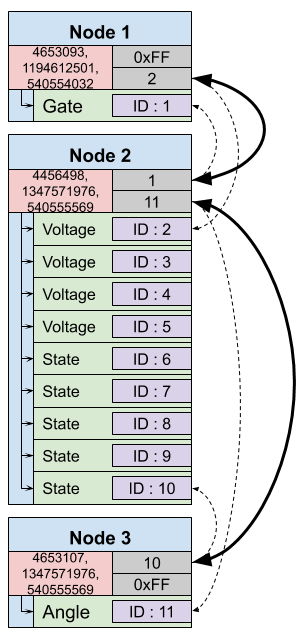 Node 1
4653093,
1194612501,
540554032
0xFF
2
Gate
ID : 1
Node 2
4456498,
1347571976,
540555569
1
11
Voltage
ID : 2
Voltage
ID : 3
Voltage
ID : 4
Voltage
ID : 5
State
ID : 6
State
ID : 7
State
ID : 8
State
ID : 9
State
ID : 10
Node 3
4653107,
1347571976,
540555569
10
0xFF
Angle
ID : 11